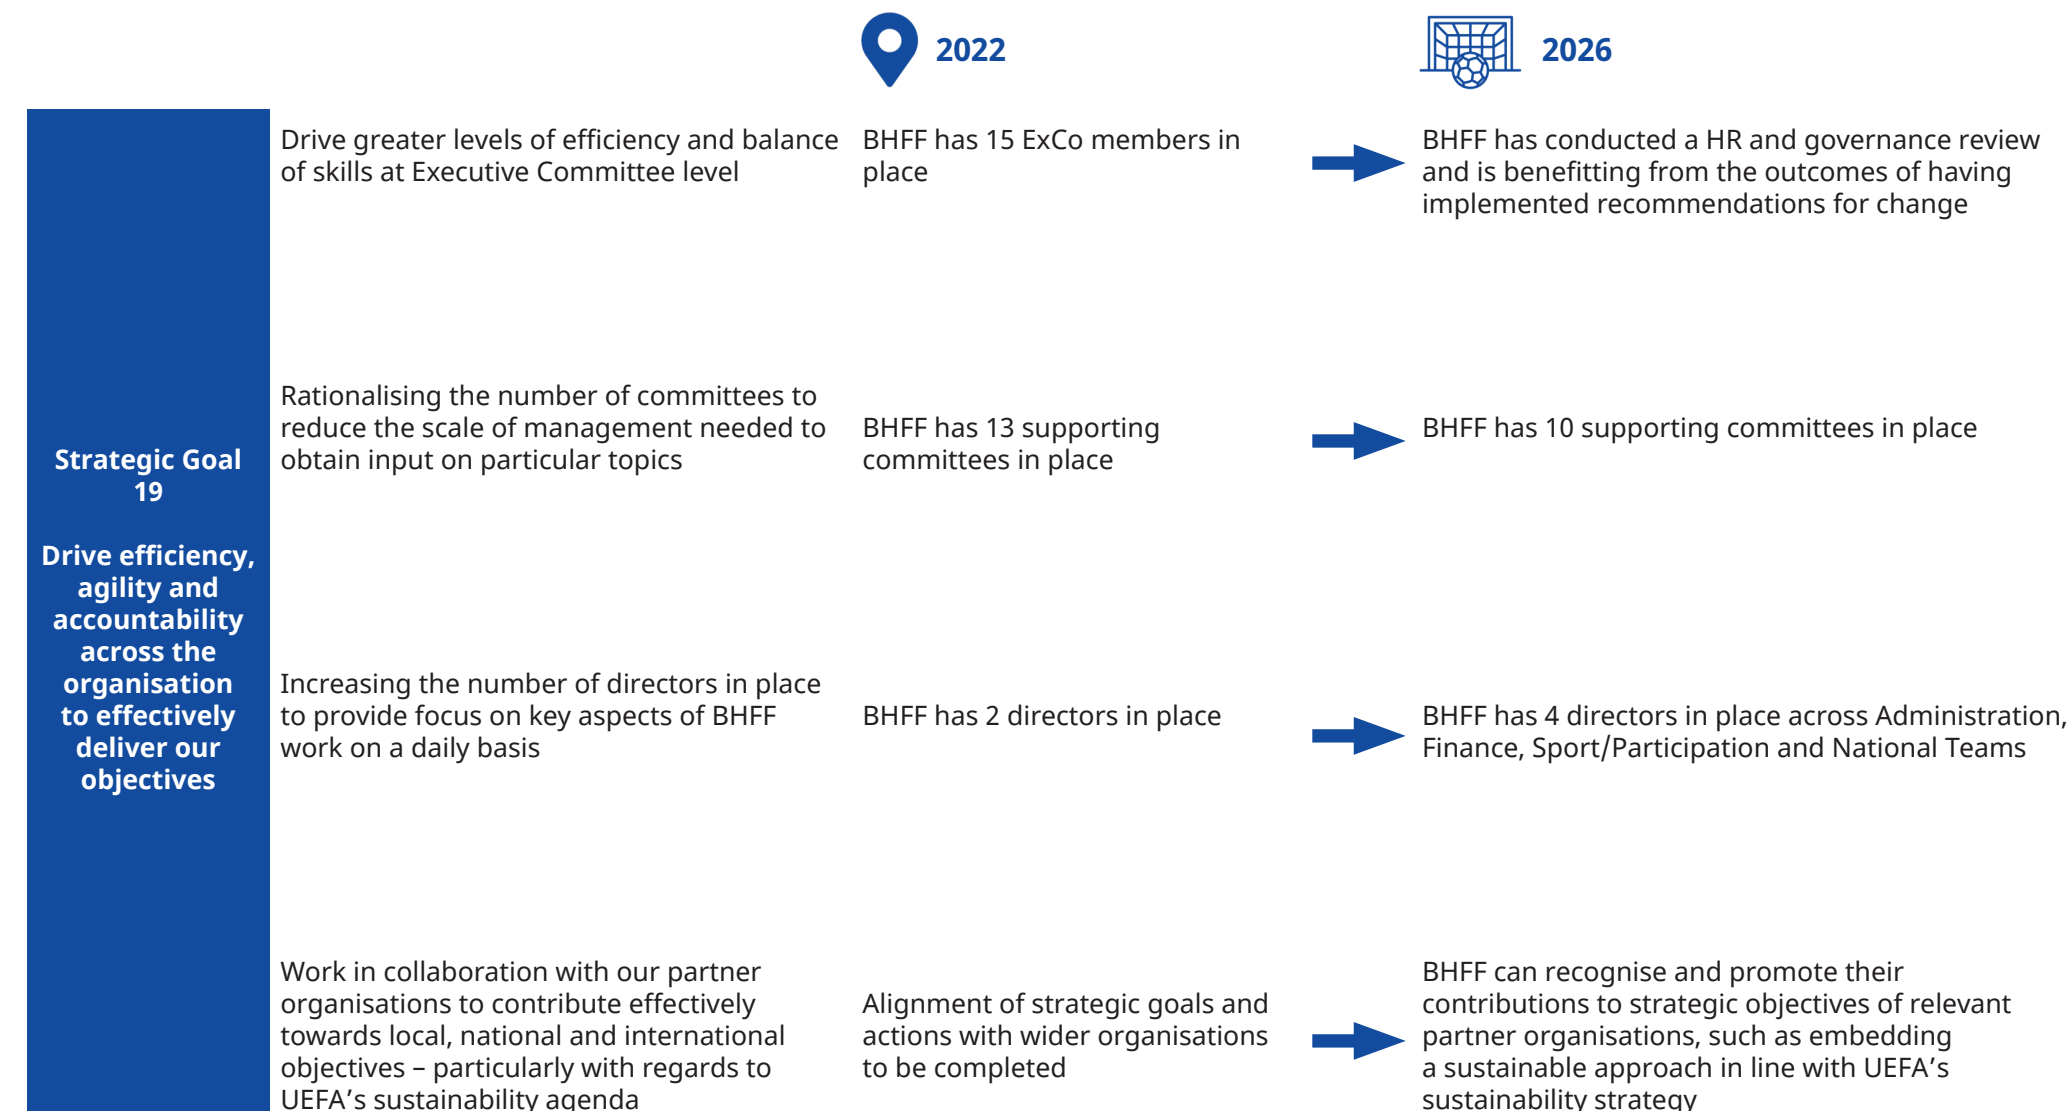 2022
2026
Strategic Goal
19
Drive efficiency,
agility and
accountability
across the
organisation
to effectively
deliver our
objectives
Drive greater levels of efficiency and balance
of skills at Executive Committee level
BHFF has 15 ExCo members in
place
BHFF has conducted a HR and governance review
and is benefitting from the outcomes of having
implemented recommendations for change
Rationalising the number of committees to
reduce the scale of management needed to
obtain input on particular topics
BHFF has 13 supporting
committees in place
BHFF has 10 supporting committees in place
Increasing the number of directors in place
to provide focus on key aspects of BHFF
work on a daily basis
BHFF has 2 directors in place
BHFF has 4 directors in place across Administration,
Finance, Sport/Participation and National Teams
Work in collaboration with our partner
organisations to contribute effectively
towards local, national and international
objectives – particularly with regards to
UEFA’s sustainability agenda
Alignment of strategic goals and
actions with wider organisations
to be completed
BHFF can recognise and promote their
contributions to strategic objectives of relevant
partner organisations, such as embedding
a sustainable approach in line with UEFA’s
sustainability strategy